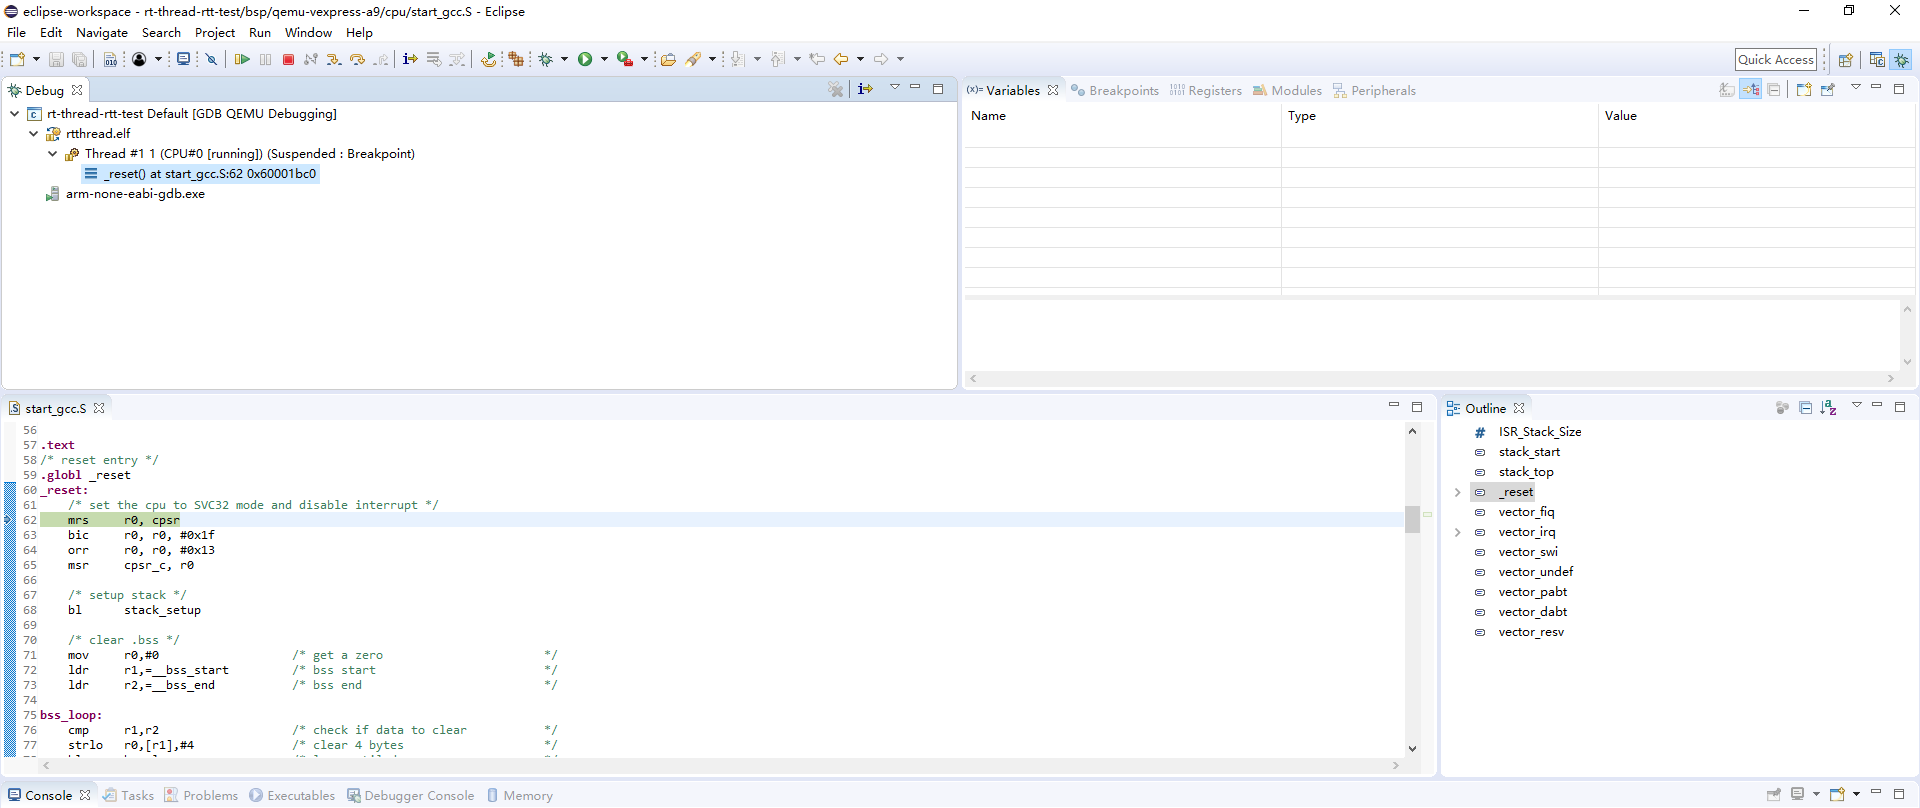 eclipse-workspace - rt-thread-rtt-test/bsp/qemu-vexpress-a9/cpu/start_gcc.S - Eclipse
File Edit Navigate Search Project Run Window Help
Quick Access
Debug
rt-thread-rtt-test Default [GDB QEMU Debugging]
rtthread.elf
Thread #1 1 (CPU#0 [running]) (Suspended : Breakpoint)
_reset() at start_gcc.S:62 0x60001bc0
arm-none-eabi-gdb.exe
(x)= Variables Breakpoints Registers Modules Peripherals
Name Type Value
start_gcc.S
56
57 .text
58 /* reset entry */
59 .globl _reset
60 _reset:
61 /* set the cpu to SVC32 mode and disable interrupt */
62 mrs r0, cpsr
63 bic r0, r0, #0x1f
64 orr r0, r0, #0x13
65 msr cpsr_c, r0
66
67 /* setup stack */
68 bl stack_setup
69
70 /* clear .bss */
71 mov r0,#0 /* get a zero */
72 ldr r1,=__bss_start /* bss start */
73 ldr r2,=__bss_end /* bss end */
74
75 bss_loop:
76 cmp r1,r2 /* check if data to clear */
77 strlo r0,[r1],#4 /* clear 4 bytes */
Outline
ISR_Stack_Size
stack_start
stack_top
_reset
vector_fiq
vector_irq
vector_swi
vector_undef
vector_pabt
vector_dabt
vector_resv
Console Tasks Problems Executables Debugger Console Memory